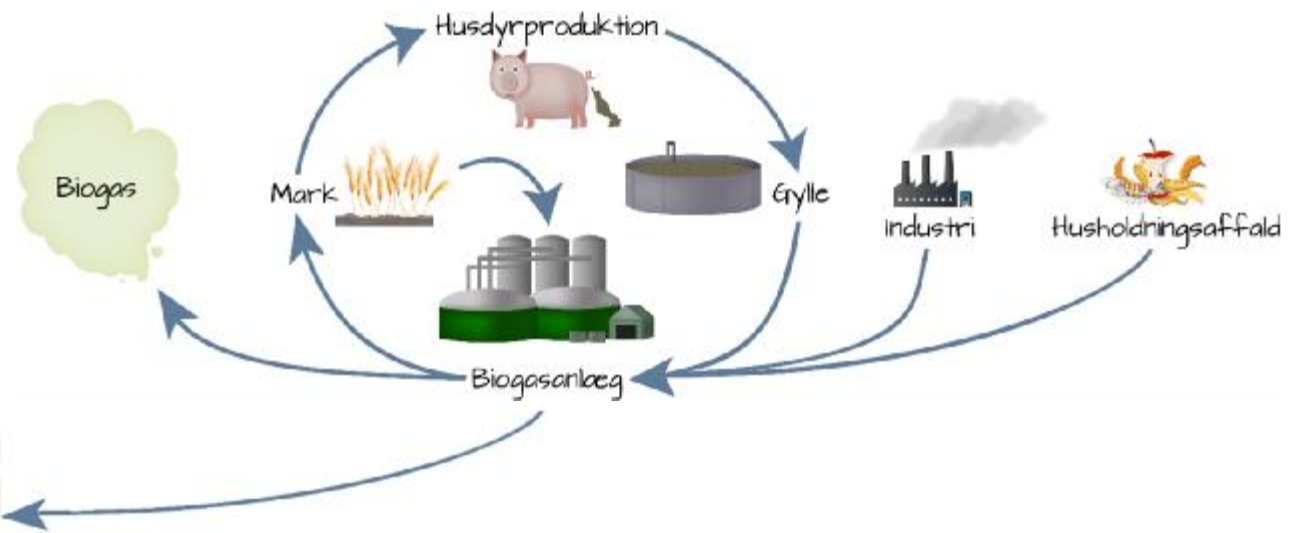 Husdyrproduktion
Biogas
Mark
Gylle
Industri
Husholdningsaffald
Biogasanlæg